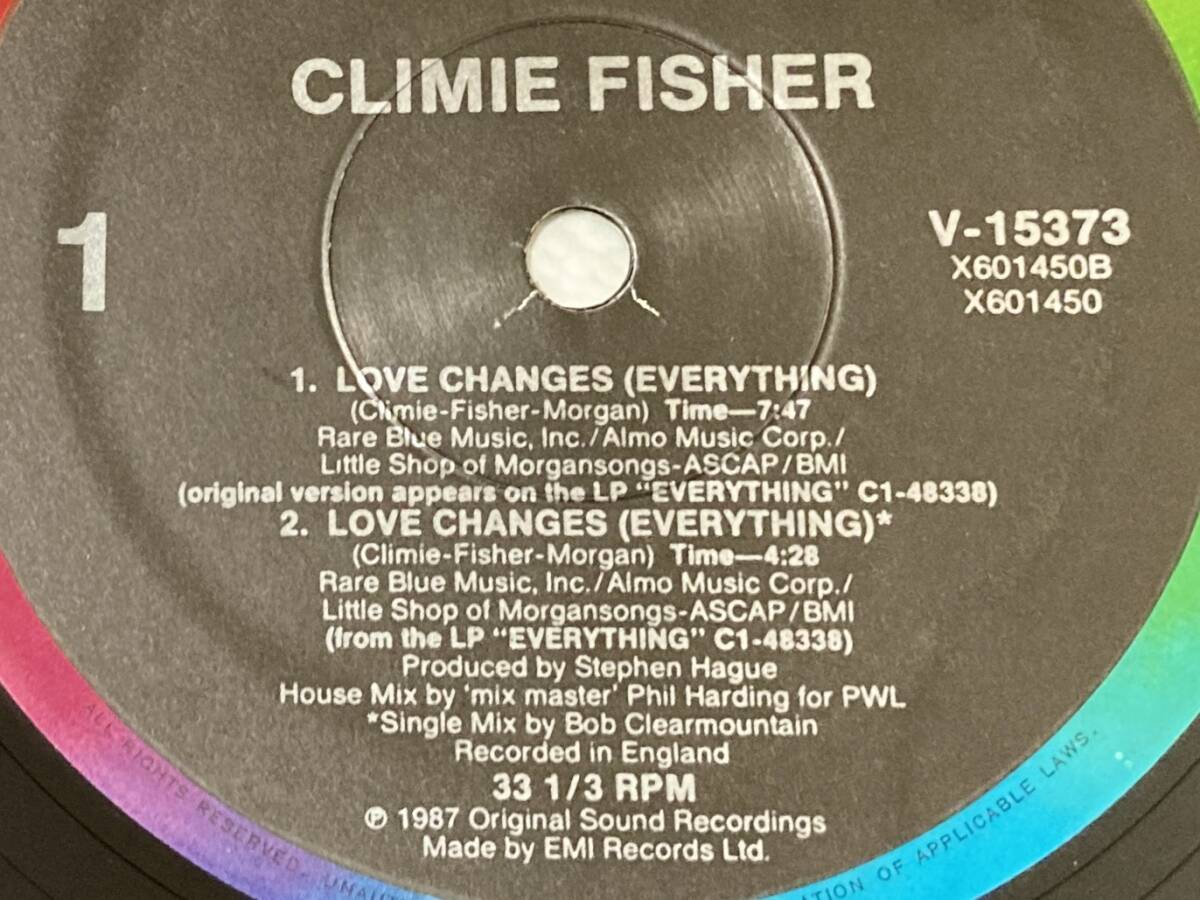 CLIMIE FISHER
1
V-15373
X601450B
X601450
1. LOVE CHANGES (EVERYTHING)
(Climie-Fisher-Morgan) Time—7:47
Rare Blue Music, Inc./Almo Music Corp./
Little Shop of Morgansongs-ASCAP/BMI
(original version appears on the LP “EVERYTHING” C1-48338)
2. LOVE CHANGES (EVERYTHING)*
(Climie-Fisher-Morgan) Time—4:28
Rare Blue Music, Inc./Almo Music Corp./
Little Shop of Morgansongs-ASCAP/BMI
(from the LP “EVERYTHING” C1-48338)
Produced by Stephen Hague
House Mix by ‘mix master’ Phil Harding for PWL
*Single Mix by Bob Clearmountain
Recorded in England
33 1/3 RPM
℗ 1987 Original Sound Recordings
Made by EMI Records Ltd.
ALL RIGHTS RESERVED. OF APPLICABLE LAWS.